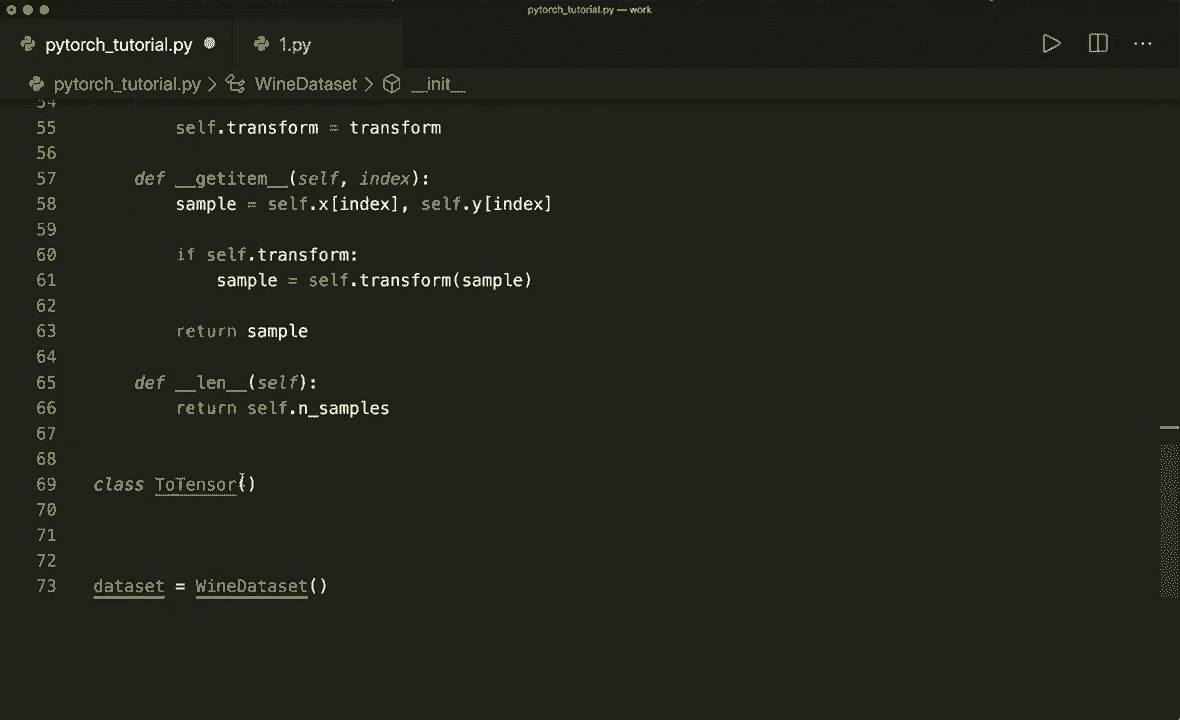 pytorch_tutorial.py — work
pytorch_tutorial.py 1.py
pytorch_tutorial.py > WineDataset > __init__
54
55 self.transform = transform
56
57 def __getitem__(self, index):
58 sample = self.x[index], self.y[index]
59
60 if self.transform:
61 sample = self.transform(sample)
62
63 return sample
64
65 def __len__(self):
66 return self.n_samples
67
68
69 class ToTensor()
70
71
72
73 dataset = WineDataset()